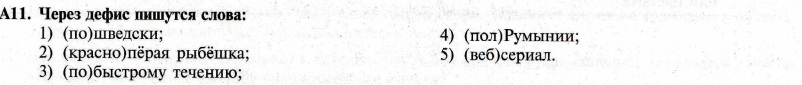 А11. Через дефис пишутся слова:
1) (по)шведски;
2) (красно)пёрая рыбёшка;
3) (по)быстрому течению;
4) (пол)Румынии;
5) (веб)сериал.